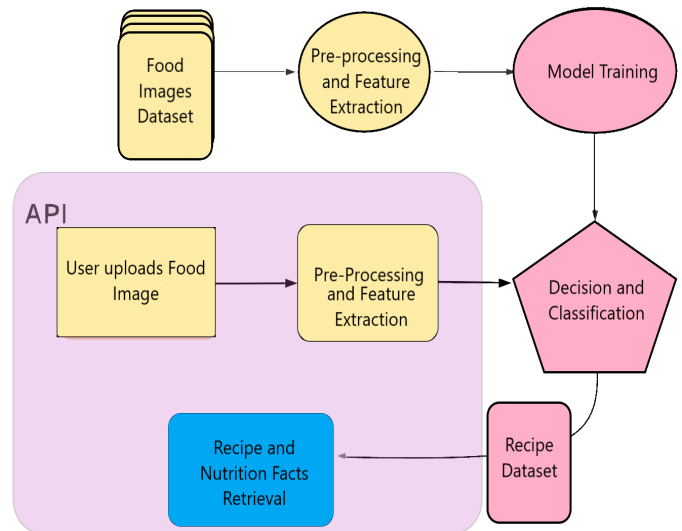 Food
Images
Dataset
Pre-processing
and Feature
Extraction
Model Training
API
User uploads Food
Image
Pre-Processing
and Feature
Extraction
Decision and
Classification
Recipe and
Nutrition Facts
Retrieval
Recipe
Dataset